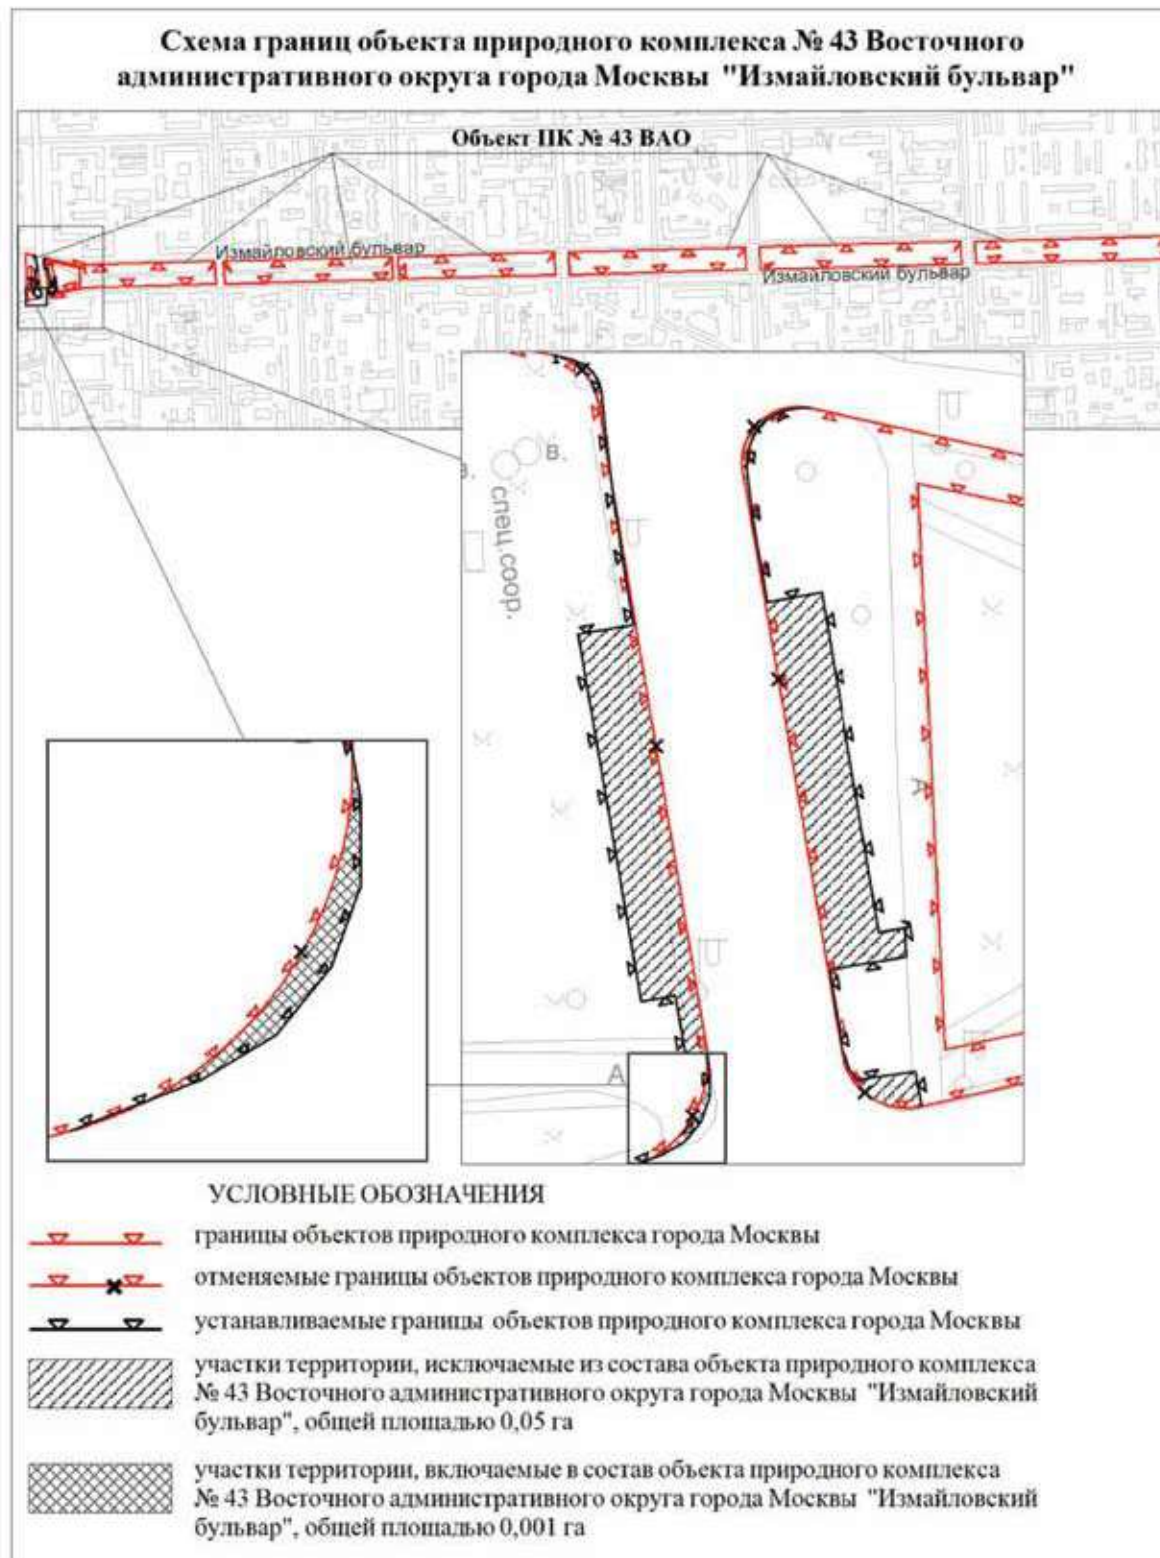 Схема границ объекта природного комплекса № 43 Восточного
административного округа города Москвы "Измайловский бульвар"
Объект ПК № 43 ВАО
Измайловский бульвар
Измайловский бульвар
в.
в.
спец.соор.
А
А
УСЛОВНЫЕ ОБОЗНАЧЕНИЯ
границы объектов природного комплекса города Москвы
отменяемые границы объектов природного комплекса города Москвы
устанавливаемые границы объектов природного комплекса города Москвы
участки территории, исключаемые из состава объекта природного комплекса
№ 43 Восточного административного округа города Москвы "Измайловский
бульвар", общей площадью 0,05 га
участки территории, включаемые в состав объекта природного комплекса
№ 43 Восточного административного округа города Москвы "Измайловский
бульвар", общей площадью 0,001 га